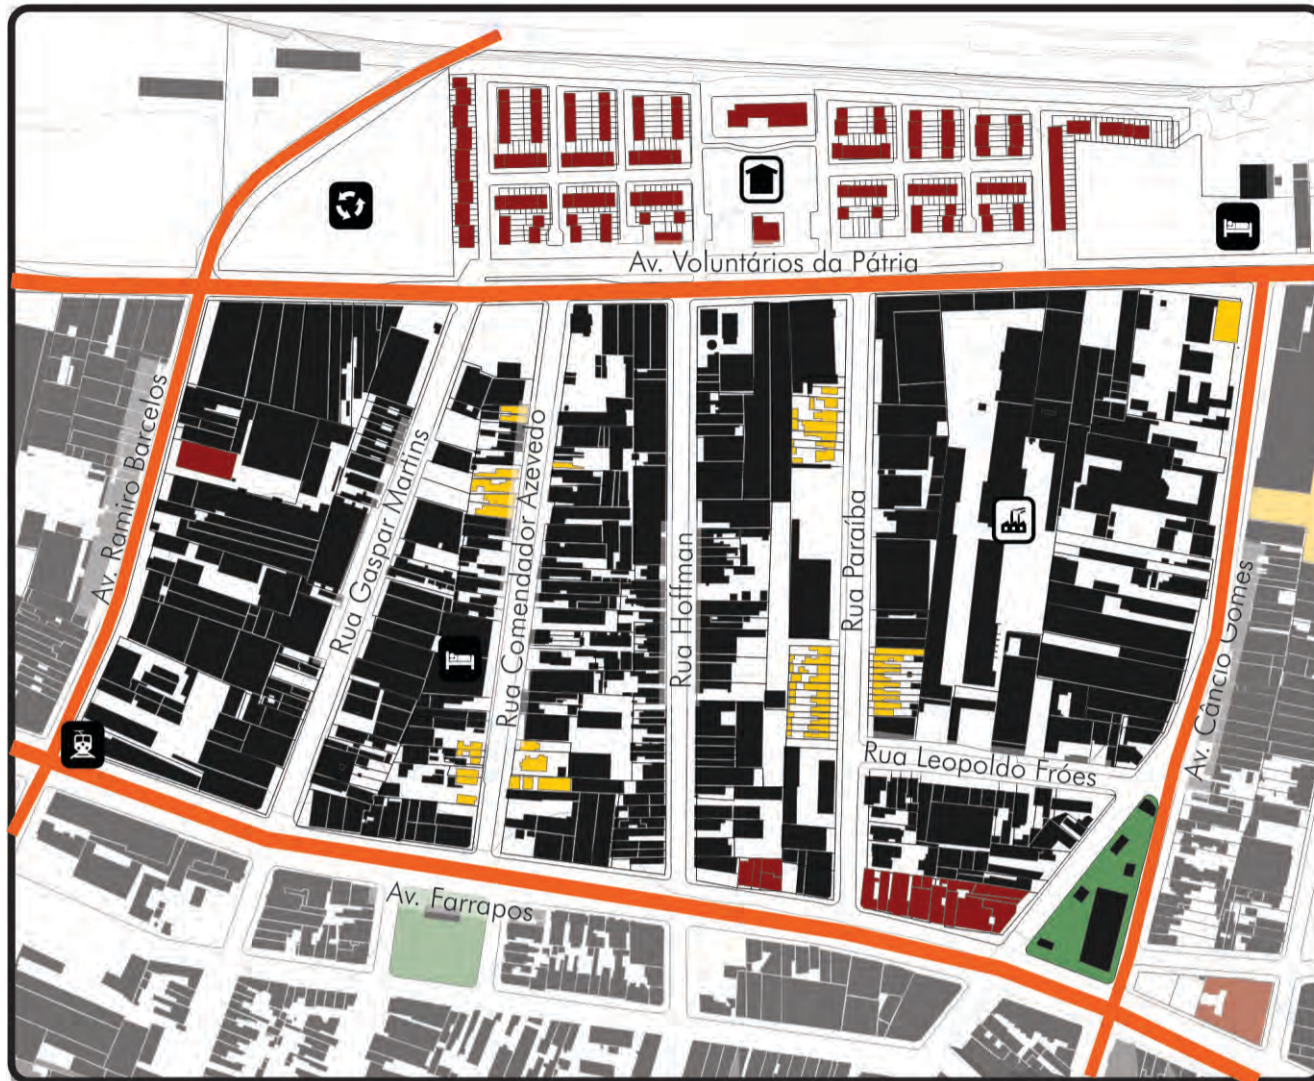 Av. Voluntários da Pátria
Av. Ramiro Barcelos
Rua Gaspar Martins
Rua Comendador Azevedo
Rua Hoffman
Rua Paraíba
Av. Câncio Gomes
Rua Leopoldo Fróes
Av. Farrapos